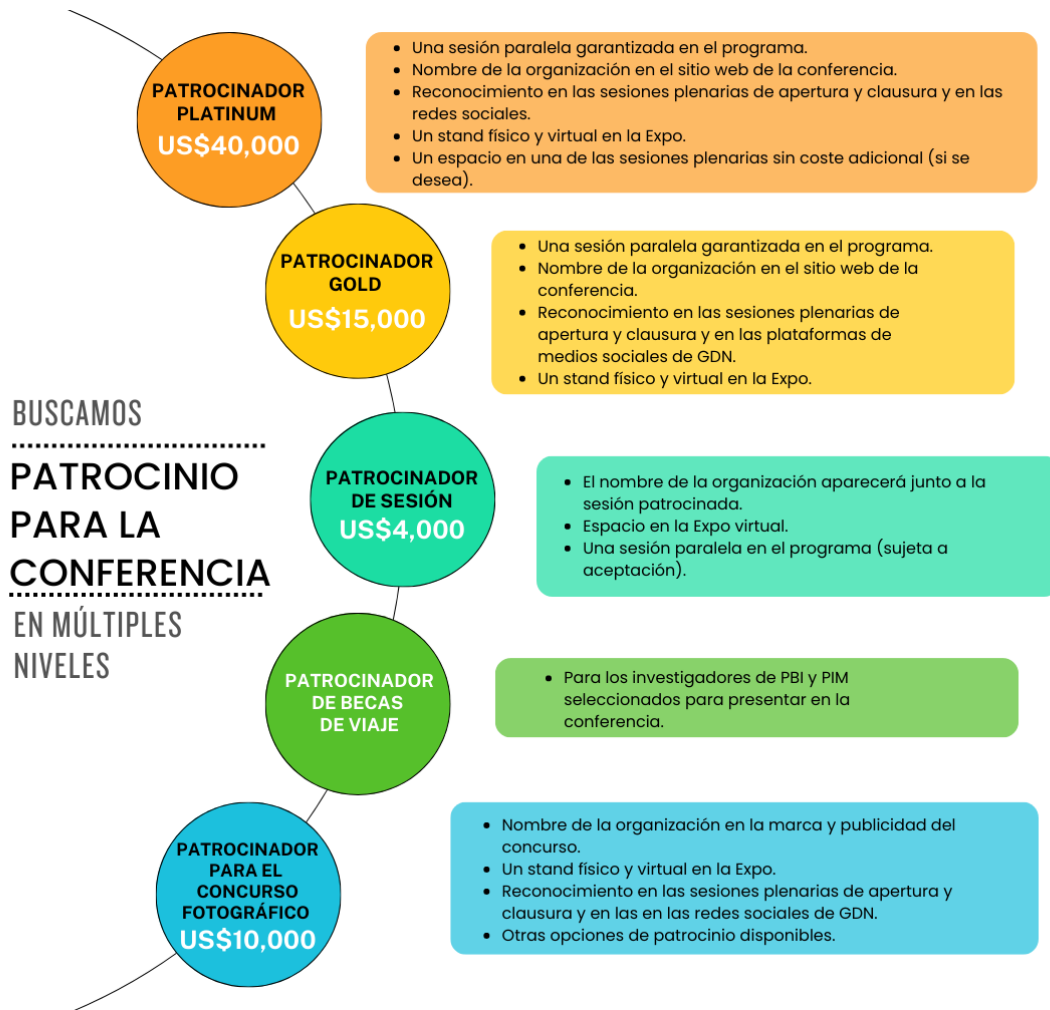 PATROCINADOR
PLATINUM
US$40,000
• Una sesión paralela garantizada en el programa.
• Nombre de la organización en el sitio web de la conferencia.
• Reconocimiento en las sesiones plenarias de apertura y clausura y en las
redes sociales.
• Un stand físico y virtual en la Expo.
• Un espacio en una de las sesiones plenarias sin coste adicional (si se
desea).
PATROCINADOR
GOLD
US$15,000
• Una sesión paralela garantizada en el programa.
• Nombre de la organización en el sitio web de la
conferencia.
• Reconocimiento en las sesiones plenarias de
apertura y clausura y en las plataformas de
medios sociales de GDN.
• Un stand físico y virtual en la Expo.
BUSCAMOS
PATROCINIO
PARA LA
CONFERENCIA
EN MÚLTIPLES
NIVELES
PATROCINADOR
DE SESIÓN
US$4,000
• El nombre de la organización aparecerá junto a la
sesión patrocinada.
• Espacio en la Expo virtual.
• Una sesión paralela en el programa (sujeta a
aceptación).
PATROCINADOR
DE BECAS
DE VIAJE
• Para los investigadores de PBI y PIM
seleccionados para presentar en la
conferencia.
PATROCINADOR
PARA EL
CONCURSO
FOTOGRÁFICO
US$10,000
• Nombre de la organización en la marca y publicidad del
concurso.
• Un stand físico y virtual en la Expo.
• Reconocimiento en las sesiones plenarias de apertura y
clausura y en las en las redes sociales de GDN.
• Otras opciones de patrocinio disponibles.